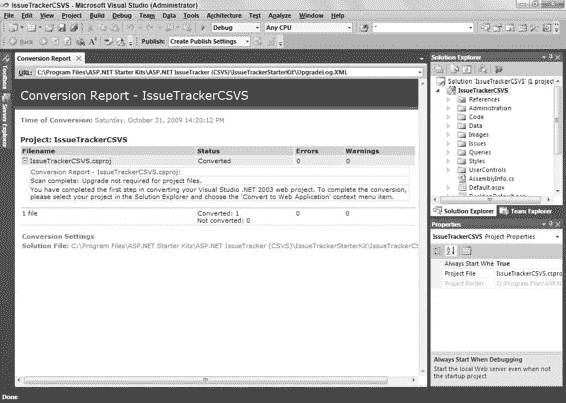 IssueTrackerCSVS - Microsoft Visual Studio (Administrator)
File Edit View Project Build Debug Team Data Tools Architecture Test Analyze Window Help
Debug Any CPU
Back Publish: Create Publish Settings
Toolbox
Server Explorer
Conversion Report
URL: C:\Program Files\ASP.NET Starter Kits\ASP.NET IssueTracker (CSVS)\IssueTrackerStarterKit\UpgradeLog.XML
Conversion Report - IssueTrackerCSVS
Time of Conversion: Saturday, October 31, 2009 14:20:12 PM
Project: IssueTrackerCSVS
Filename Status Errors Warnings
IssueTrackerCSVS.csproj Converted 0 0
Conversion Report - IssueTrackerCSVS.csproj:
Scan complete: Upgrade not required for project files.
You have completed the first step in converting your Visual Studio .NET 2003 web project. To complete the conversion,
please select your project in the Solution Explorer and choose the 'Convert to Web Application' context menu item.
1 file Converted: 1 0 0
Not converted: 0
Conversion Settings
Solution File: C:\Program Files\ASP.NET Starter Kits\ASP.NET IssueTracker (CSVS)\IssueTrackerStarterKit\IssueTrackerCS
Solution Explorer
Solution 'IssueTrackerCSVS' (1 projec
IssueTrackerCSVS
References
Administration
Code
Data
Images
Issues
Queries
Styles
UserControls
AssemblyInfo.cs
Default.aspx
Solution Explorer Team Explorer
Properties
IssueTrackerCSVS Project Properties
Always Start Whe True
Project File IssueTrackerCSVS.cspro
Project Folder C:\Program Files\ASP.N
Always Start When Debugging
Start the local Web server even when not
the startup project
Done